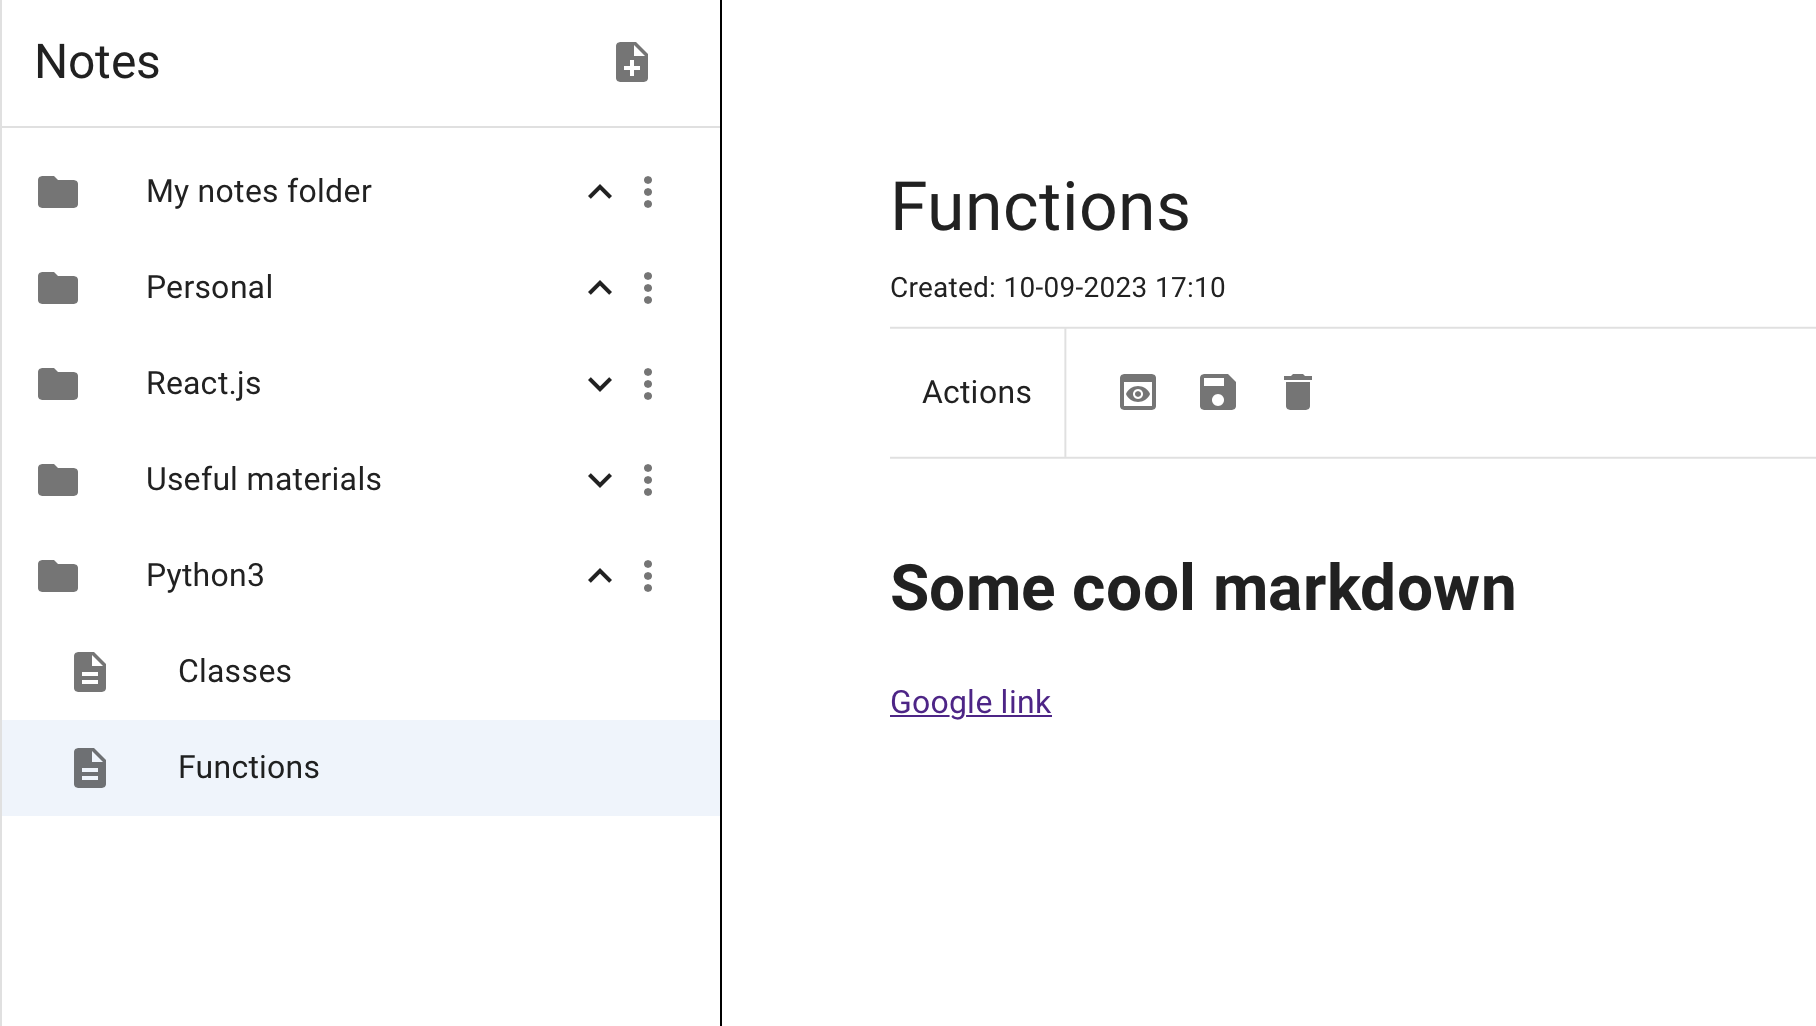 Notes
My notes folder
Personal
React.js
Useful materials
Python3
Classes
Functions
Functions
Created: 10-09-2023 17:10
Actions
Some cool markdown
Google link